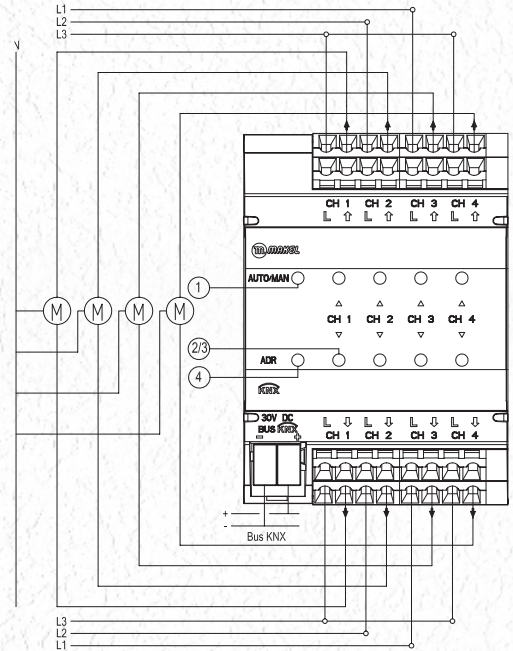 L1
L2
L3
N
CH 1 CH 2 CH 3 CH 4
L L L L
m.makel
AUTO/MAN
1
M M M M
CH 1 CH 2 CH 3 CH 4
2/3
ADR
4
KNX
30V DC
BUS KNX
- +
L L L L
CH 1 CH 2 CH 3 CH 4
+
-
Bus KNX
L3
L2
L1